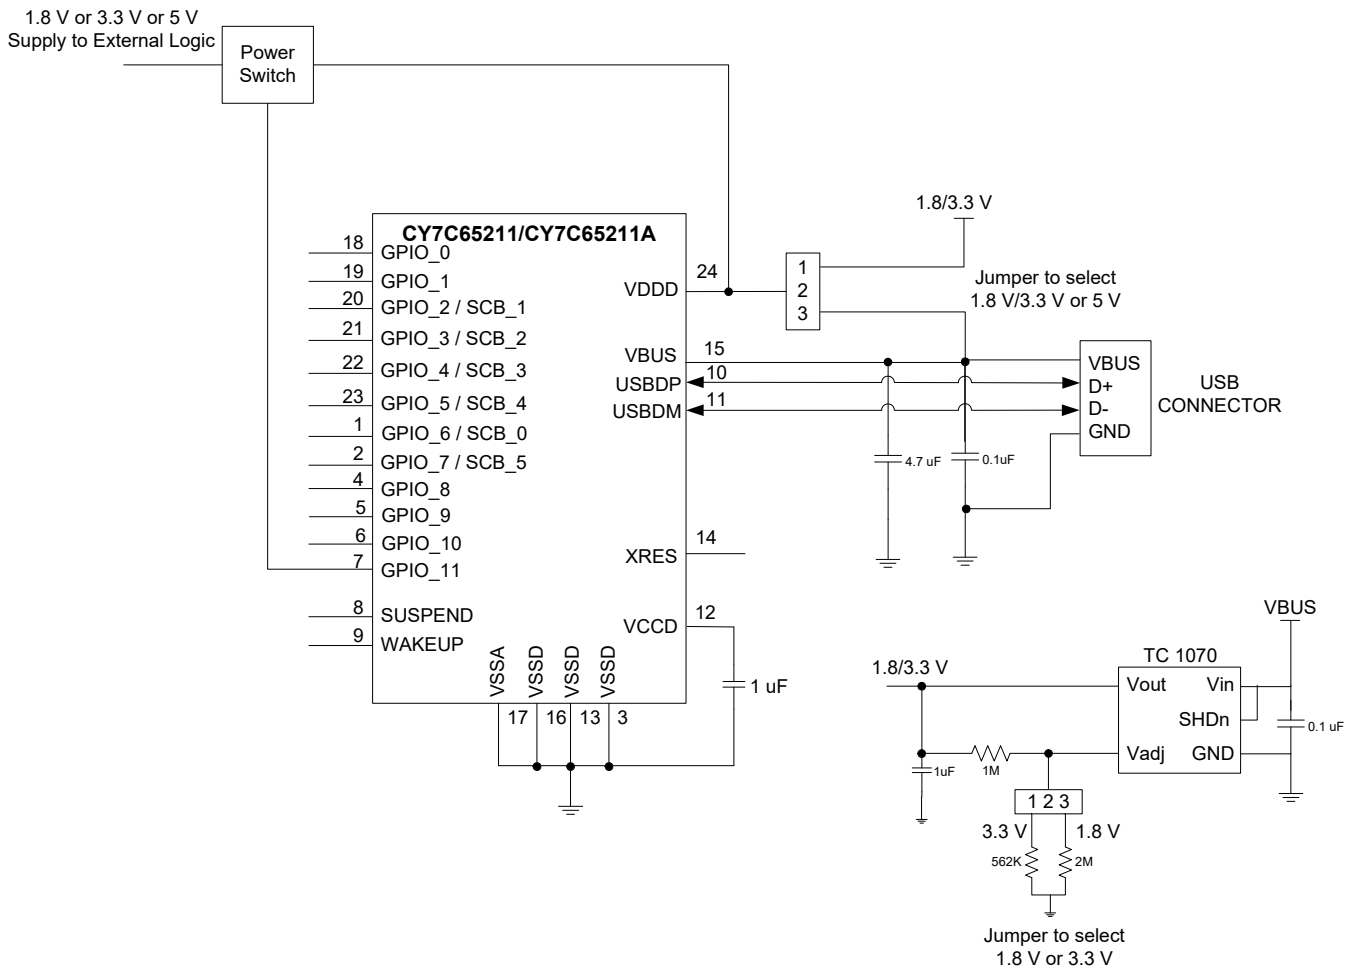 1.8 V or 3.3 V or 5 V
Supply to External Logic
Power
Switch
CY7C65211/CY7C65211A
18 GPIO_0
19 GPIO_1
20 GPIO_2 / SCB_1
21 GPIO_3 / SCB_2
22 GPIO_4 / SCB_3
23 GPIO_5 / SCB_4
1 GPIO_6 / SCB_0
2 GPIO_7 / SCB_5
4 GPIO_8
5 GPIO_9
6 GPIO_10
7 GPIO_11
8 SUSPEND
9 WAKEUP
VDDD 24
VBUS 15
USBDP 10
USBDM 11
XRES 14
VCCD 12
VSSA
VSSD
VSSD
VSSD
17 16 13 3
1 uF
1.8/3.3 V
1
2
3
Jumper to select
1.8 V/3.3 V or 5 V
VBUS
D+
D-
GND
USB
CONNECTOR
4.7 uF
0.1uF
VBUS
TC 1070
1.8/3.3 V
Vout Vin
SHDn
Vadj GND
0.1 uF
1uF
1M
1 2 3
3.3 V 1.8 V
562K 2M
Jumper to select
1.8 V or 3.3 V